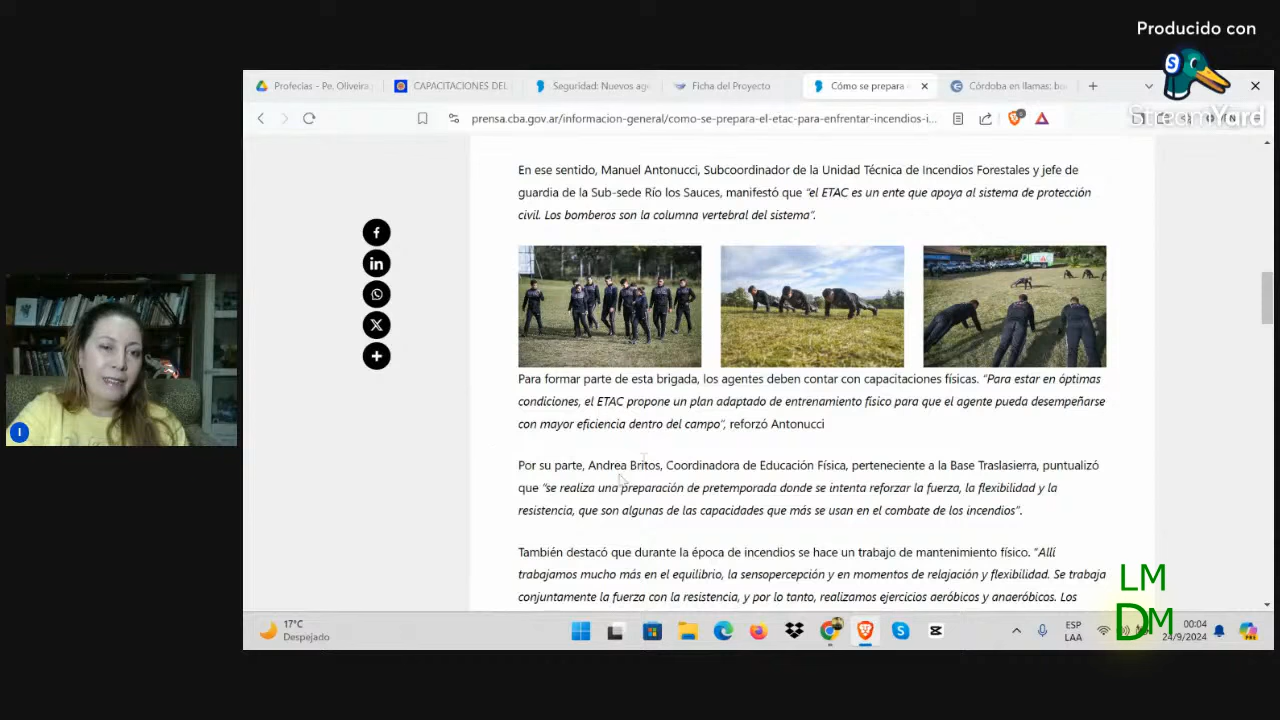 Producido con
StreamYard
Profecias - Pe. Oliveira
CAPACITACIONES DEL
Seguridad: Nuevos age
Ficha del Proyecto
Cómo se prepara
Córdoba en llamas: bu
prensa.cba.gov.ar/informacion-general/como-se-prepara-el-etac-para-enfrentar-incendios-i...
En ese sentido, Manuel Antonucci, Subcoordinador de la Unidad Técnica de Incendios Forestales y jefe de
guardia de la Sub-sede Río los Sauces, manifestó que “el ETAC es un ente que apoya al sistema de protección
civil. Los bomberos son la columna vertebral del sistema”.
Para formar parte de esta brigada, los agentes deben contar con capacitaciones físicas. “Para estar en óptimas
condiciones, el ETAC propone un plan adaptado de entrenamiento físico para que el agente pueda desempeñarse
con mayor eficiencia dentro del campo”, reforzó Antonucci
Por su parte, Andrea Britos, Coordinadora de Educación Física, perteneciente a la Base Traslasierra, puntualizó
que “se realiza una preparación de pretemporada donde se intenta reforzar la fuerza, la flexibilidad y la
resistencia, que son algunas de las capacidades que más se usan en el combate de los incendios”.
También destacó que durante la época de incendios se hace un trabajo de mantenimiento físico. “Allí
trabajamos mucho más en el equilibrio, la sensopercepción y en momentos de relajación y flexibilidad. Se trabaja
conjuntamente la fuerza con la resistencia, y por lo tanto, realizamos ejercicios aeróbicos y anaeróbicos. Los
I
LM
DM
17°C
Despejado
ESP
LAA
00:04
24/9/2024